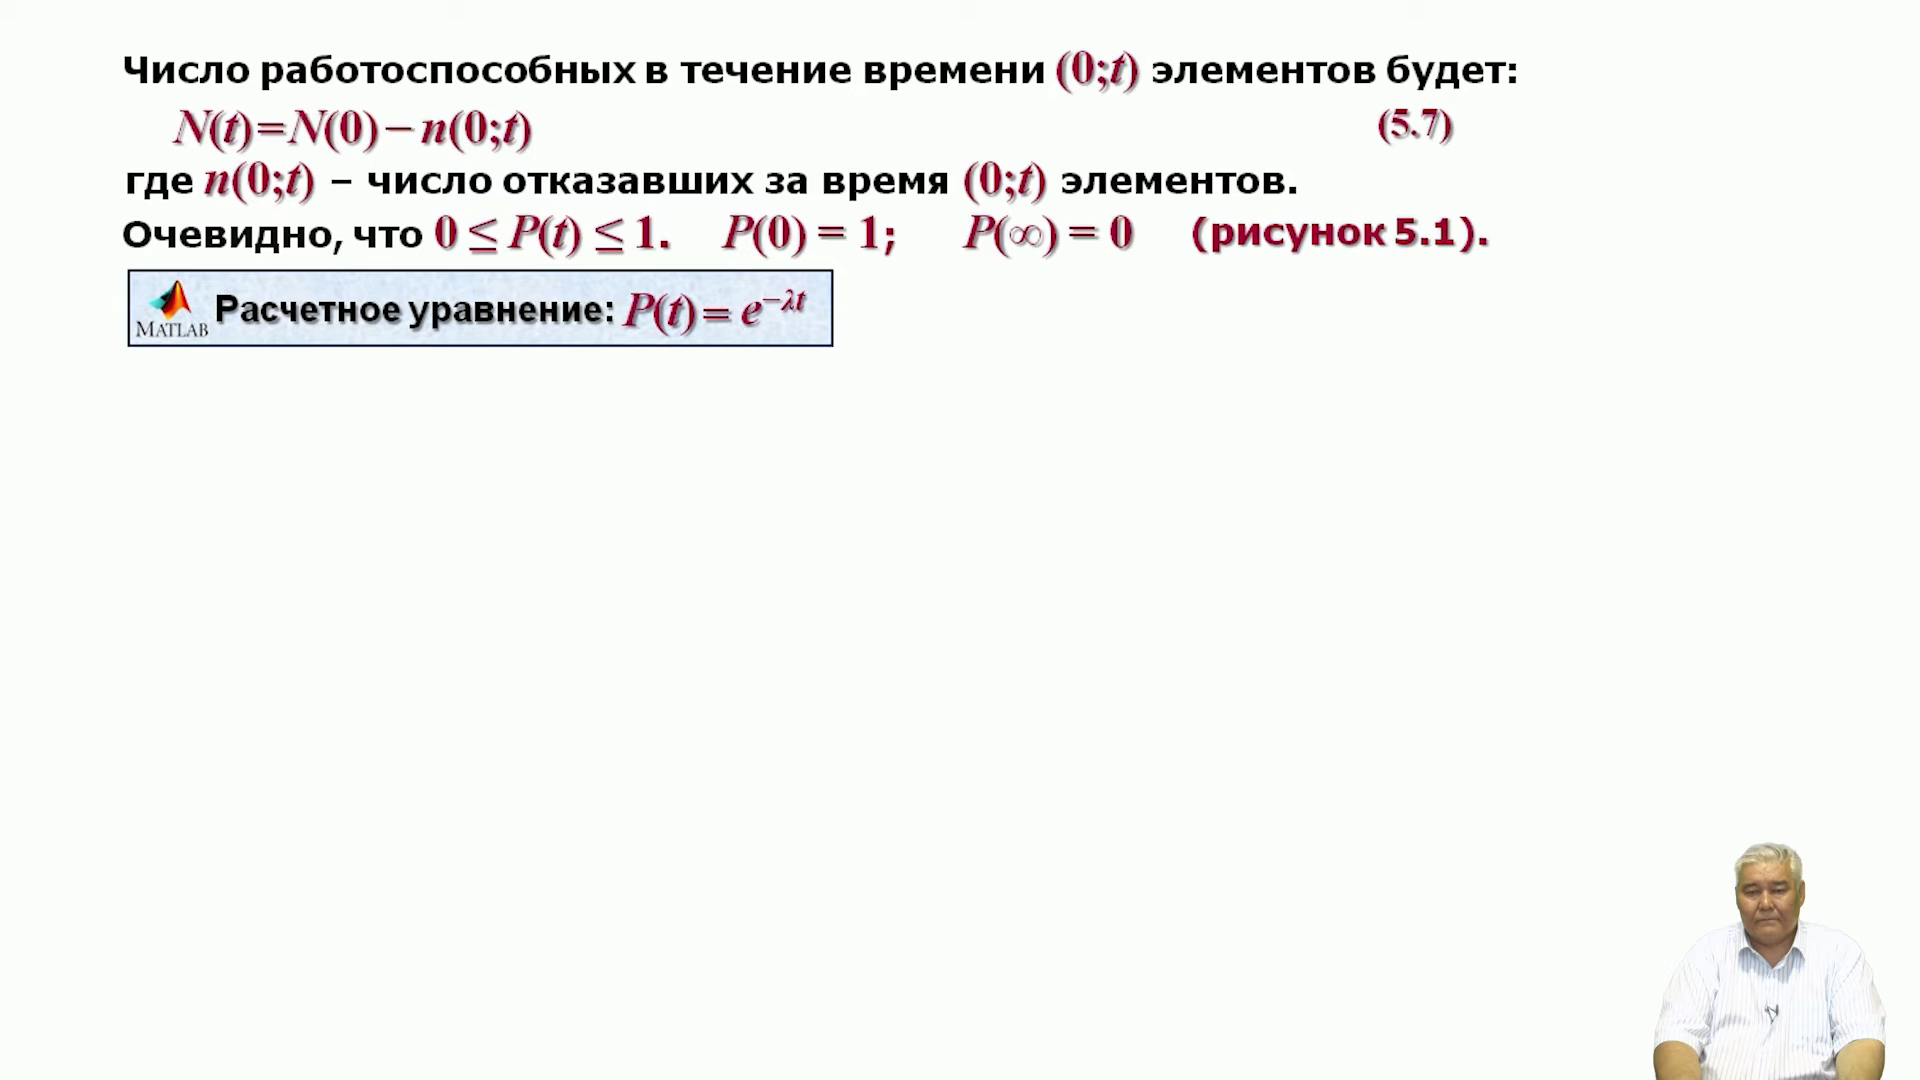 Число работоспособных в течение времени (0;t) элементов будет:
N(t)=N(0)−n(0;t) (5.7)
где n(0;t) – число отказавших за время (0;t) элементов.
Очевидно, что 0 ≤ P(t) ≤ 1. P(0) = 1; P(∞) = 0 (рисунок 5.1).
MATLAB Расчетное уравнение: P(t) = e^{−λt}